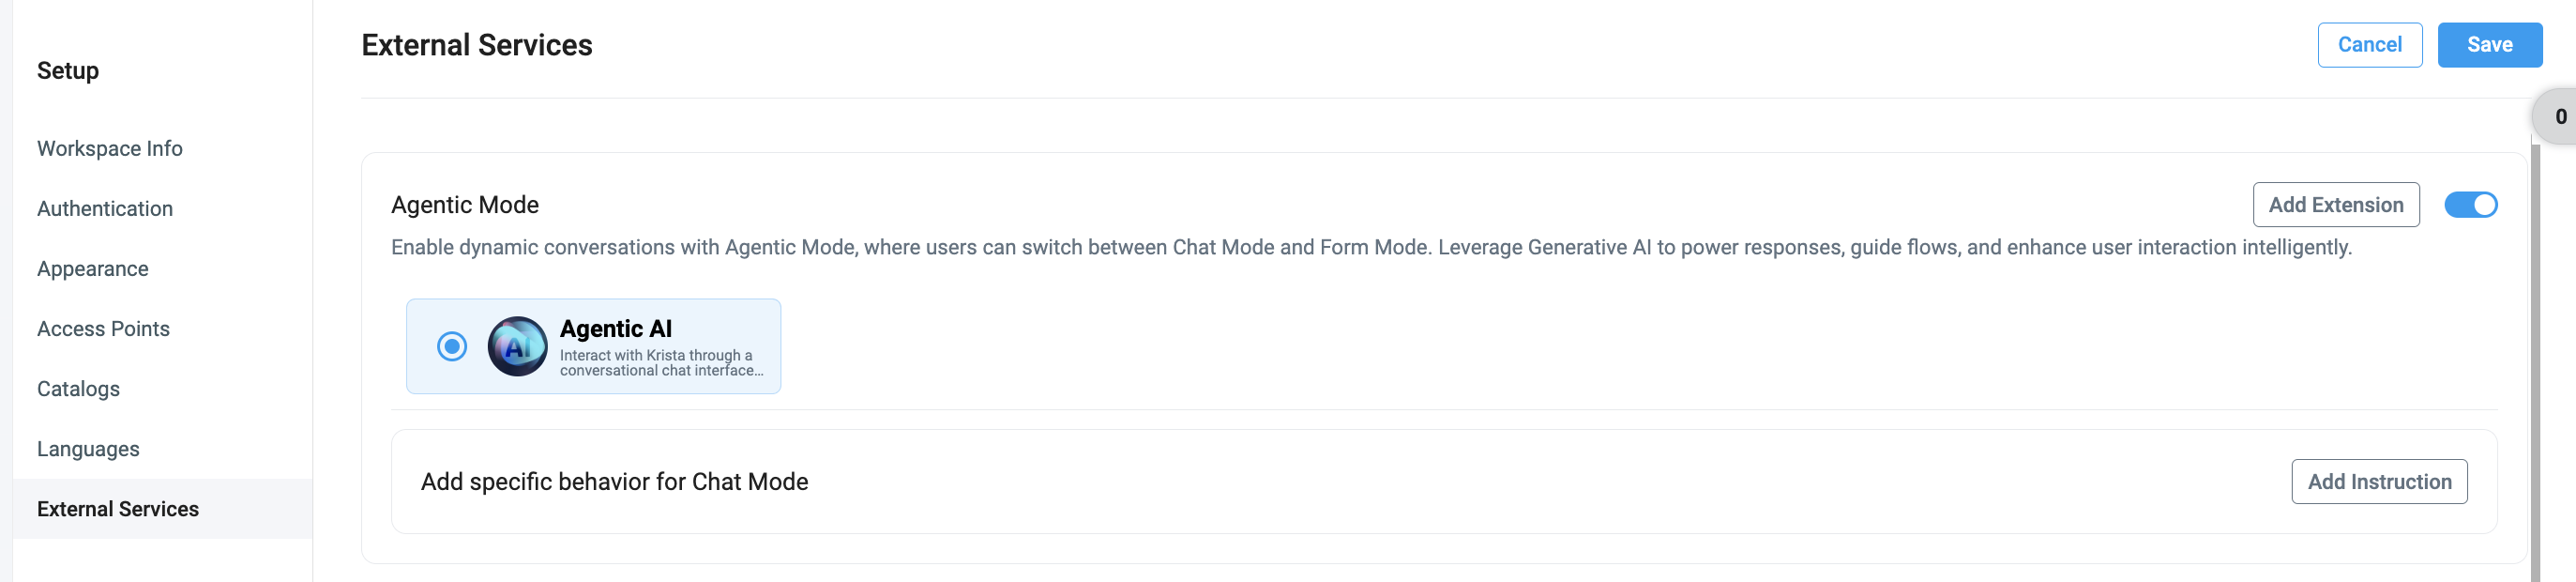 Setup
Workspace Info
Authentication
Appearance
Access Points
Catalogs
Languages
External Services
External Services
Cancel
Save
0
Agentic Mode
Add Extension
Enable dynamic conversations with Agentic Mode, where users can switch between Chat Mode and Form Mode. Leverage Generative AI to power responses, guide flows, and enhance user interaction intelligently.
AI
Agentic AI
Interact with Krista through a
conversational chat interface...
Add specific behavior for Chat Mode
Add Instruction